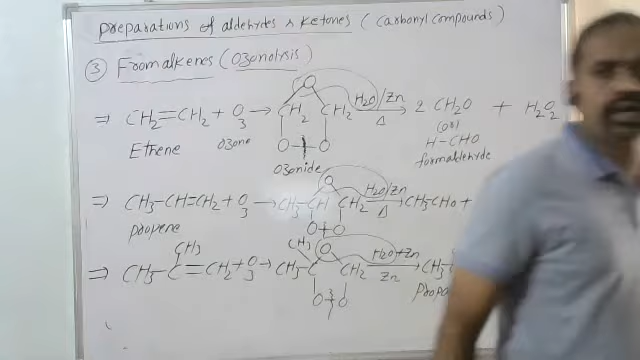 preparations of aldehydes & ketones ( Carbonyl compounds )
③ From alkenes ( Ozonolysis )
O
⇒ CH2=CH2 + O3 → CH2 CH2 H2O/Zn Δ → 2 CH2O + H2O2
Ethene ozone O O (or)
H-CHO
ozonide formaldehyde
O
⇒ CH3-CH=CH2 + O3 → CH3-CH CH2 H2O/Zn Δ → CH3CHO +
propene O O
CH3 CH3 O
⇒ CH3-C=CH2 + O3 → CH3-C CH2 H2O+Zn Zn → CH3-
O O Propa